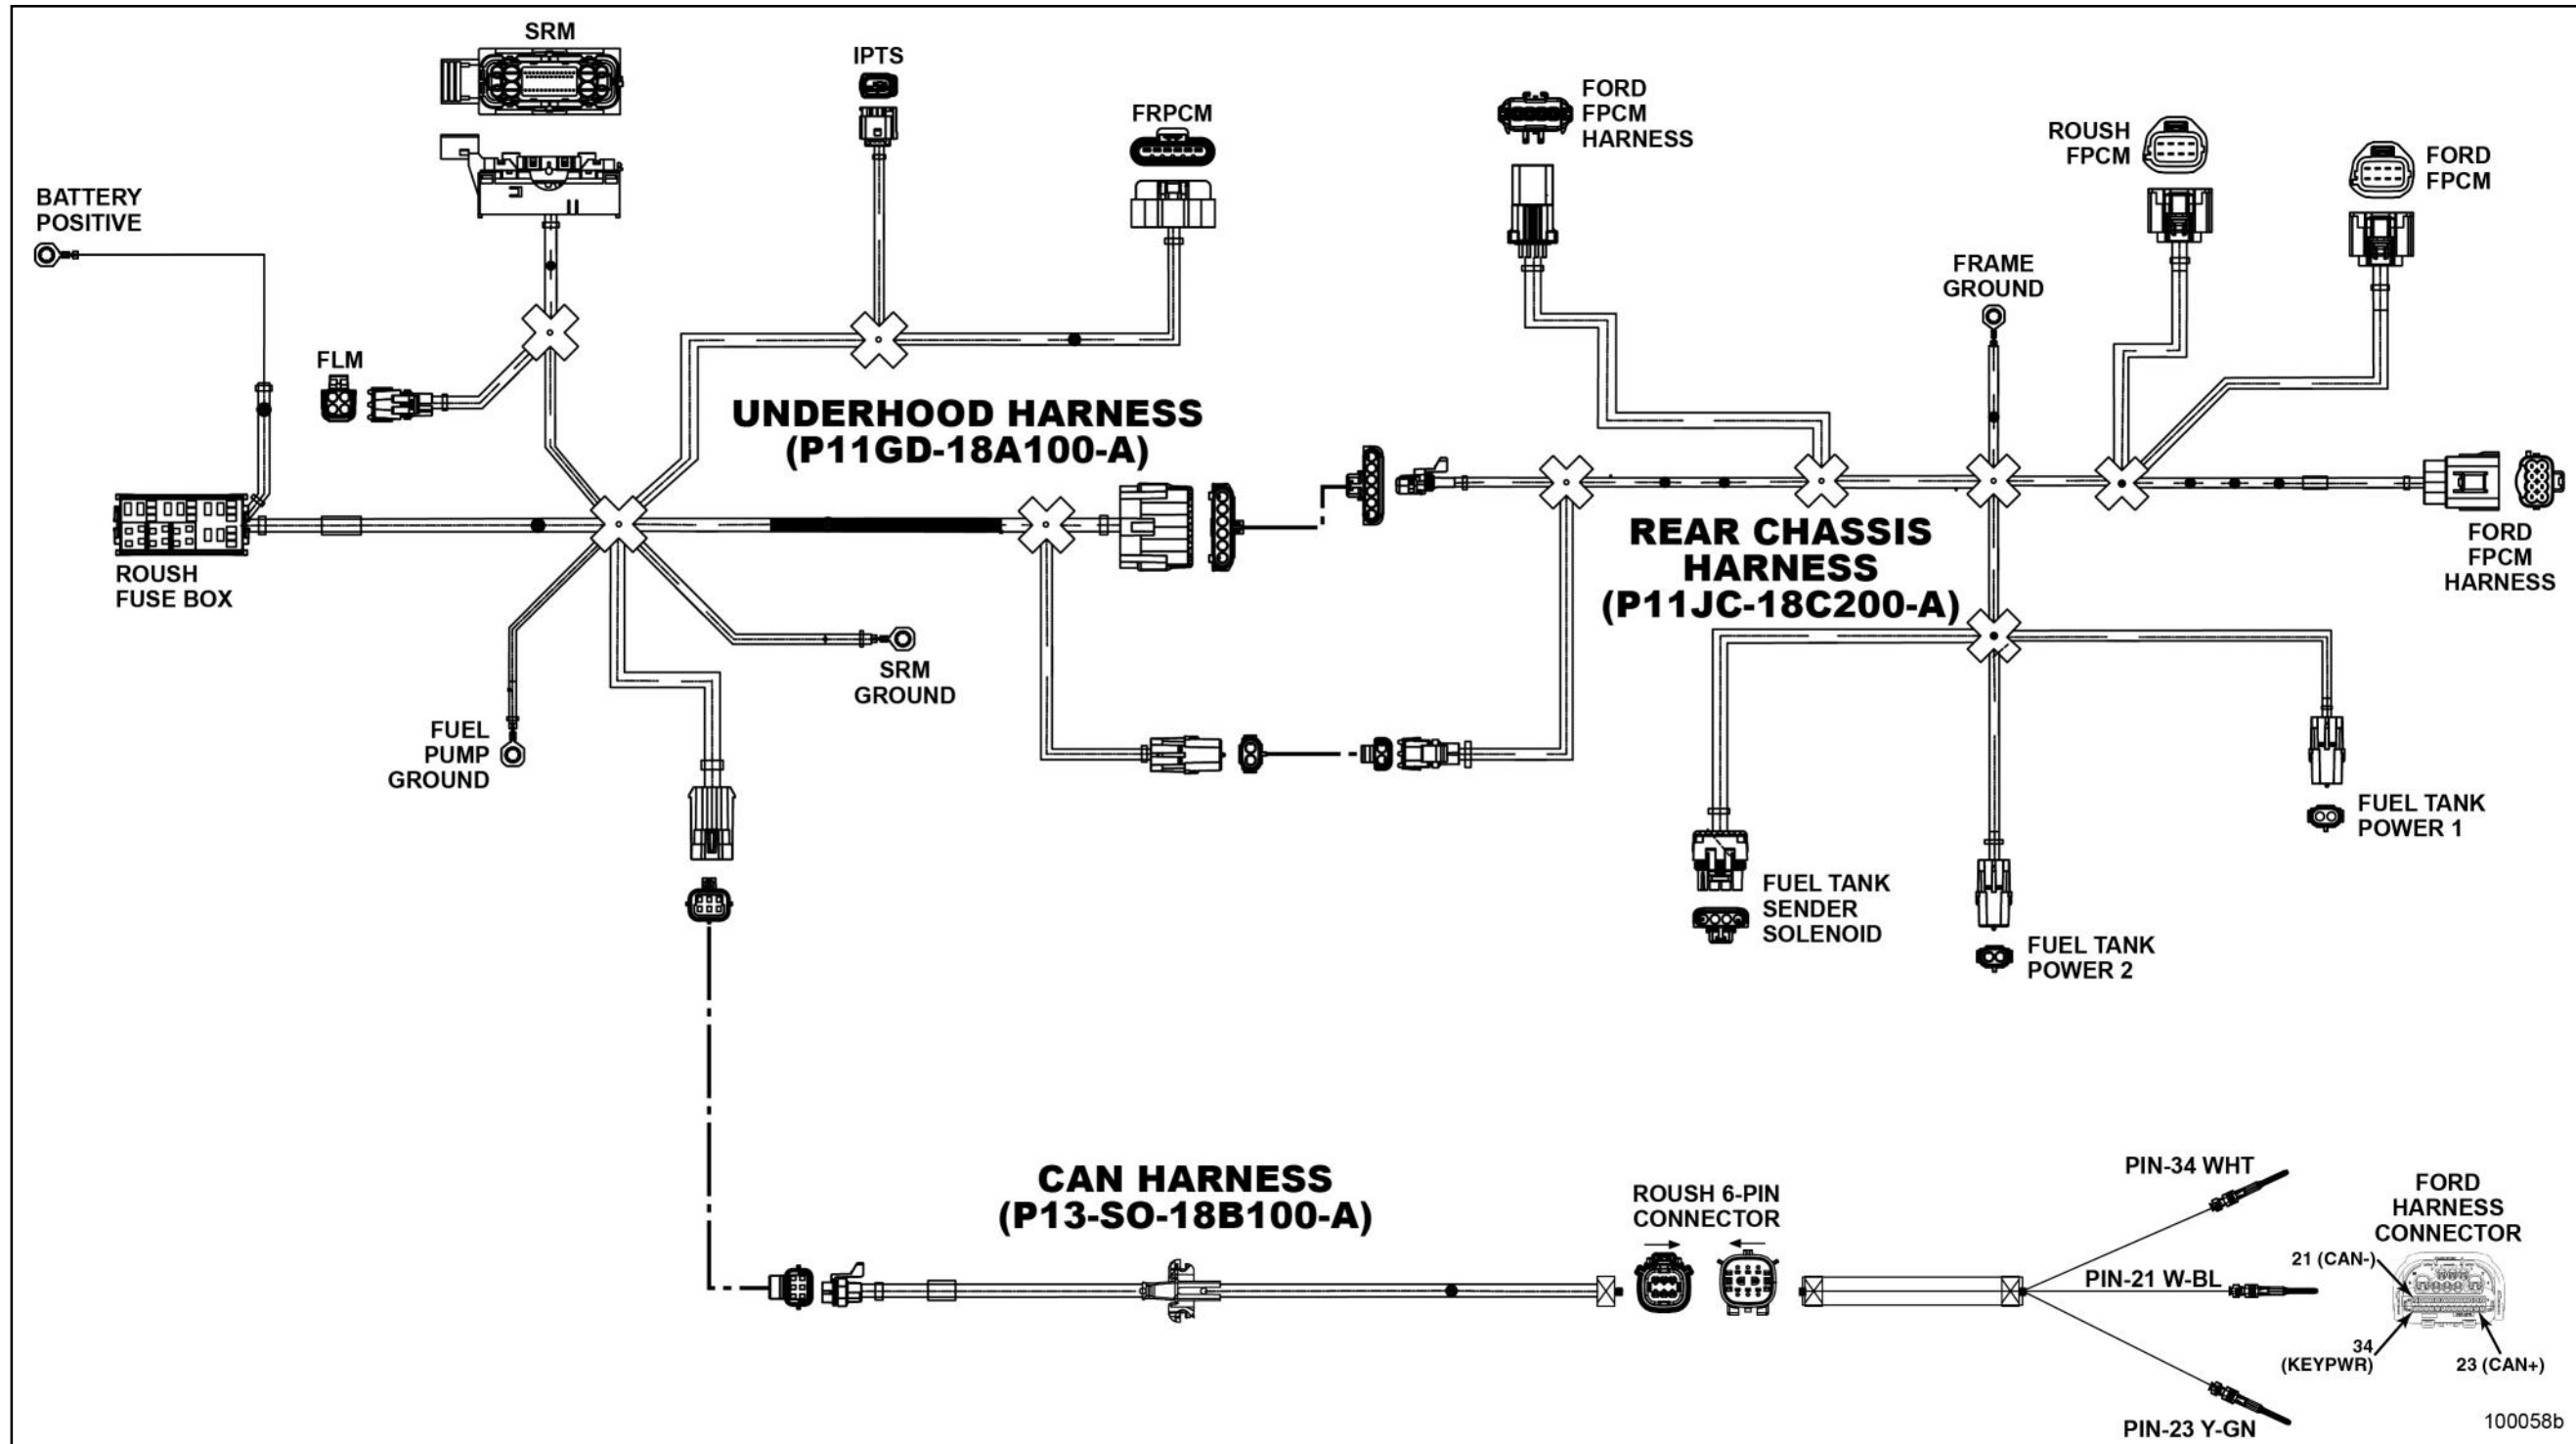 SRM
IPTS
FRPCM
BATTERY
POSITIVE
FLM
ROUSH
FUSE BOX
UNDERHOOD HARNESS
(P11GD-18A100-A)
SRM
GROUND
FUEL
PUMP
GROUND
FORD
FPCM
HARNESS
ROUSH
FPCM
FORD
FPCM
FRAME
GROUND
FORD
FPCM
HARNESS
REAR CHASSIS
HARNESS
(P11JC-18C200-A)
FUEL TANK
POWER 1
FUEL TANK
SENDER
SOLENOID
FUEL TANK
POWER 2
CAN HARNESS
(P13-SO-18B100-A)
ROUSH 6-PIN
CONNECTOR
PIN-34 WHT
FORD
HARNESS
CONNECTOR
21 (CAN-)
PIN-21 W-BL
34
(KEYPWR)
23 (CAN+)
PIN-23 Y-GN
100058b